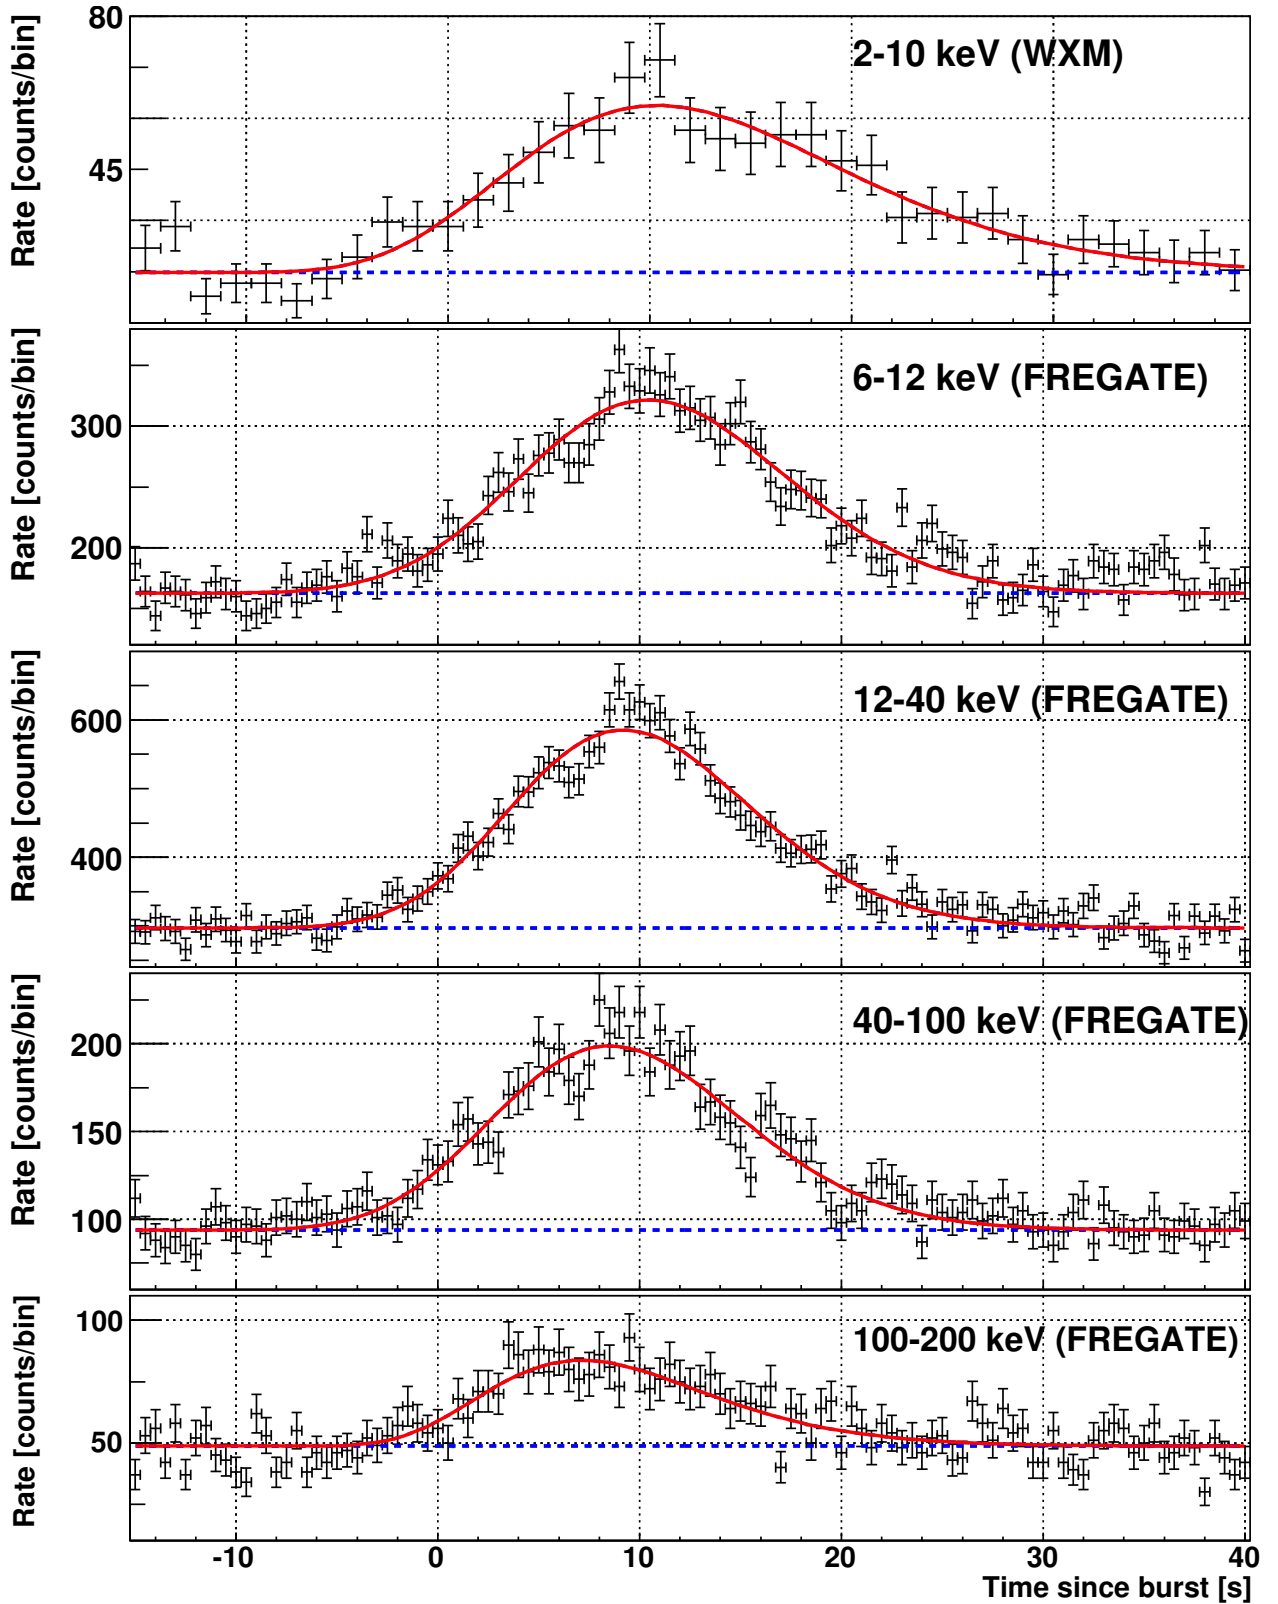 Rate [counts/bin]
80
45
2-10 keV (WXM)
Rate [counts/bin]
300
200
6-12 keV (FREGATE)
Rate [counts/bin]
600
400
12-40 keV (FREGATE)
Rate [counts/bin]
200
150
100
40-100 keV (FREGATE)
Rate [counts/bin]
100
50
100-200 keV (FREGATE)
-10 0 10 20 30 40
Time since burst [s]